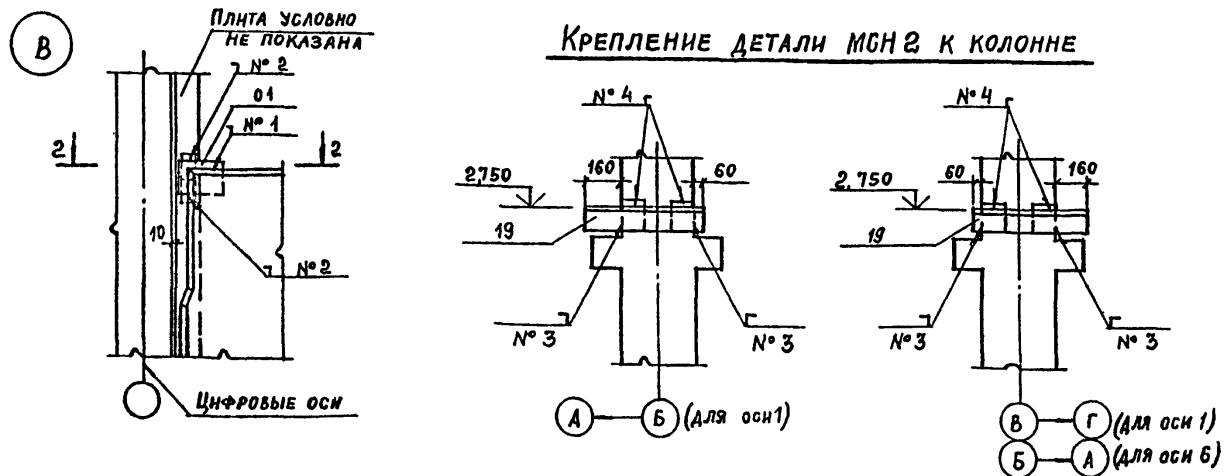 В
ПЛИТА УСЛОВНО
НЕ ПОКАЗАНА
№ 2
01
№ 1
2
2
10
№ 2
ЦИФРОВЫЕ ОСИ
КРЕПЛЕНИЕ ДЕТАЛИ МСН 2 К КОЛОННЕ
№ 4
160
60
2,750
19
№ 3
№ 3
А Б (ДЛЯ ОСИ 1)
№ 4
60
160
2,750
19
№ 3
№ 3
В Г (ДЛЯ ОСИ 1)
Б А (ДЛЯ ОСИ 6)